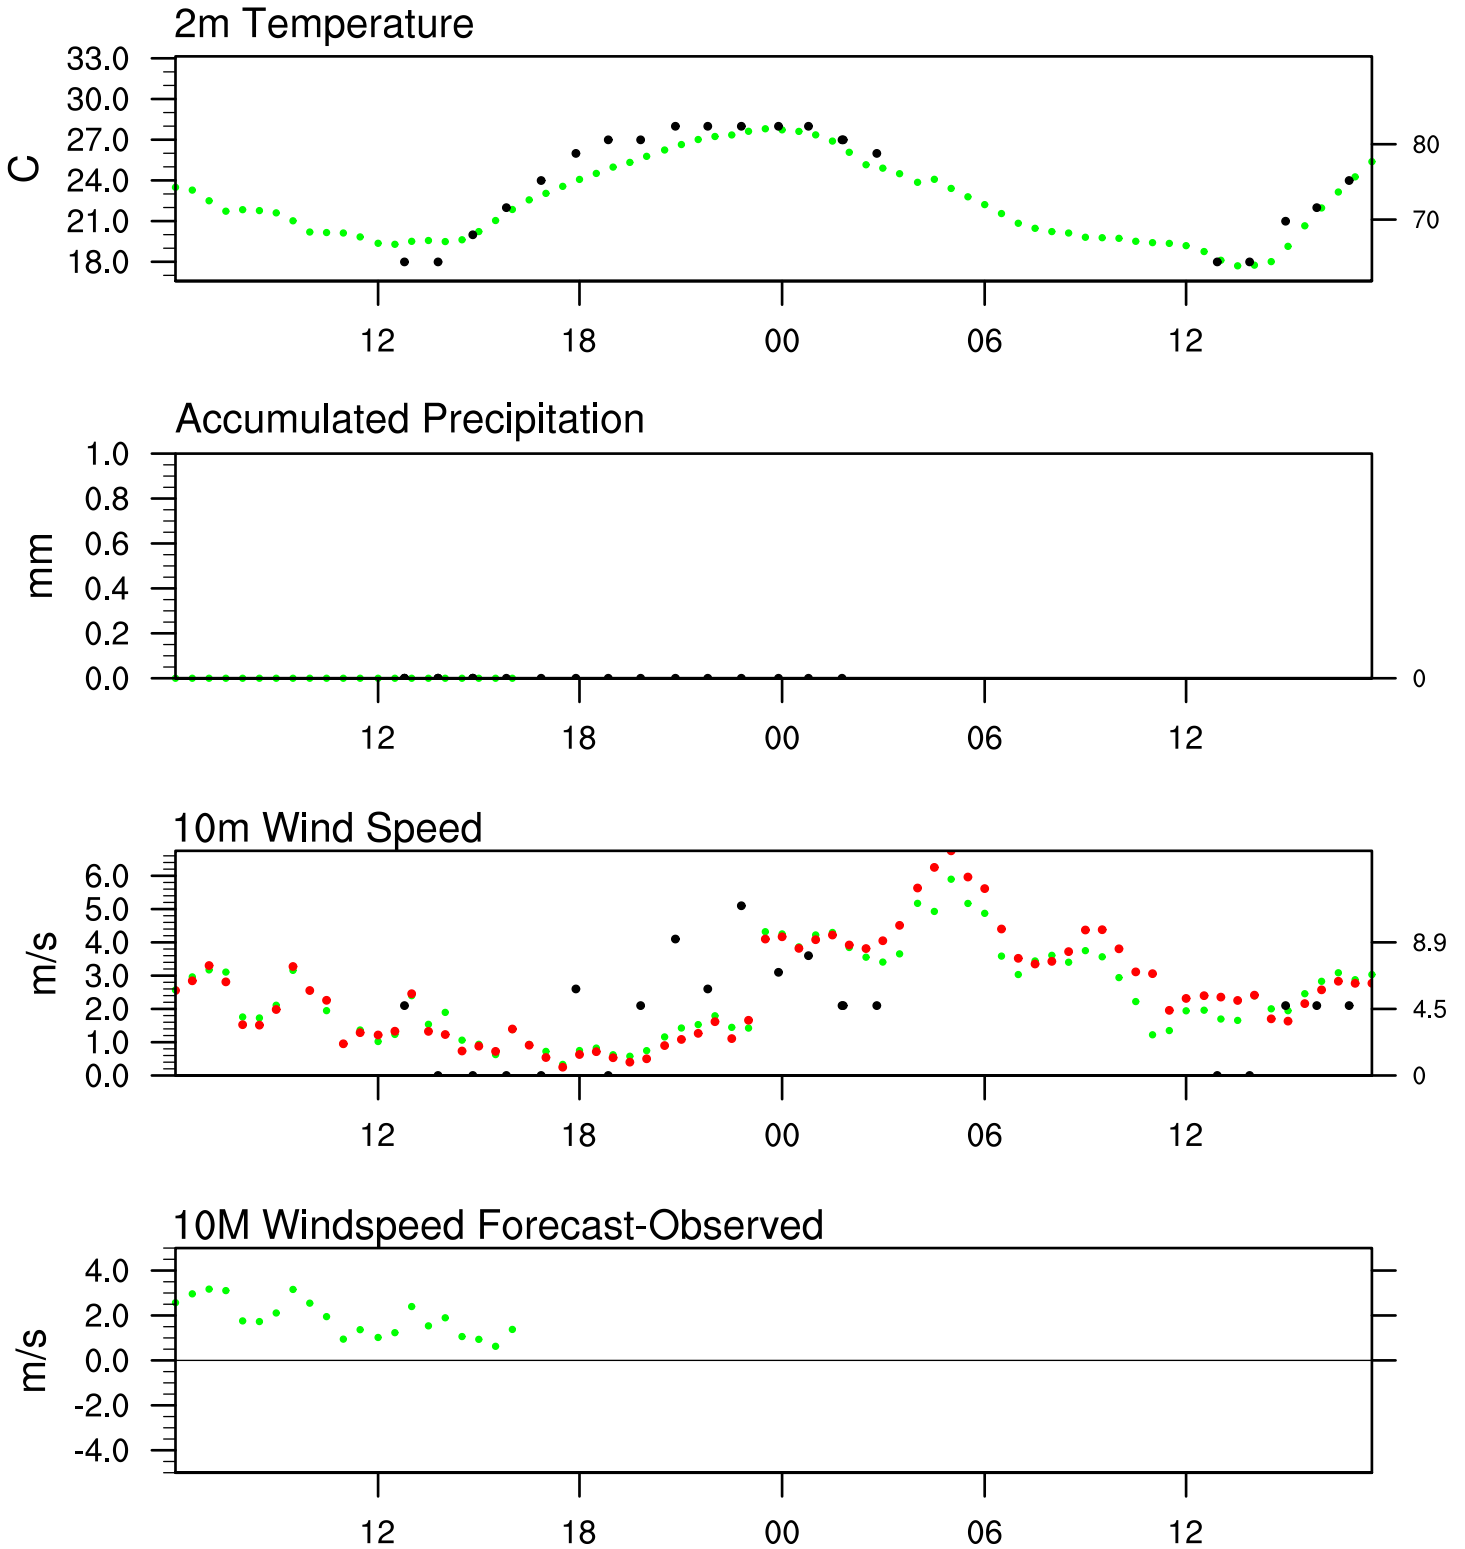 2m Temperature
33.0
30.0
27.0
24.0
21.0
18.0
C
80
70
12 18 00 06 12
Accumulated Precipitation
1.0
0.8
0.6
0.4
0.2
0.0
mm
0
12 18 00 06 12
10m Wind Speed
6.0
5.0
4.0
3.0
2.0
1.0
0.0
m/s
8.9
4.5
0
12 18 00 06 12
10M Windspeed Forecast-Observed
4.0
2.0
0.0
-2.0
-4.0
m/s
12 18 00 06 12